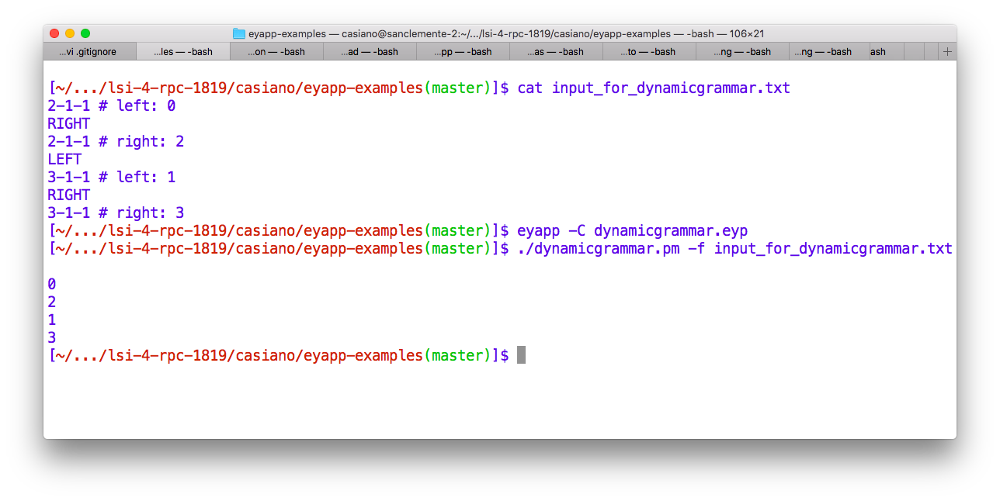 eyapp-examples — casiano@sanclemente-2:~/.../lsi-4-rpc-1819/casiano/eyapp-examples — -bash — 106×21
...vi .gitignore ...les — -bash ...on — -bash ...ad — -bash ...pp — -bash ...as — -bash ...to — -bash ...ng — -bash ...ng — -bash ash +
[~/.../lsi-4-rpc-1819/casiano/eyapp-examples(master)]$ cat input_for_dynamicgrammar.txt
2-1-1 # left: 0
RIGHT
2-1-1 # right: 2
LEFT
3-1-1 # left: 1
RIGHT
3-1-1 # right: 3
[~/.../lsi-4-rpc-1819/casiano/eyapp-examples(master)]$ eyapp -C dynamicgrammar.eyp
[~/.../lsi-4-rpc-1819/casiano/eyapp-examples(master)]$ ./dynamicgrammar.pm -f input_for_dynamicgrammar.txt
0
2
1
3
[~/.../lsi-4-rpc-1819/casiano/eyapp-examples(master)]$